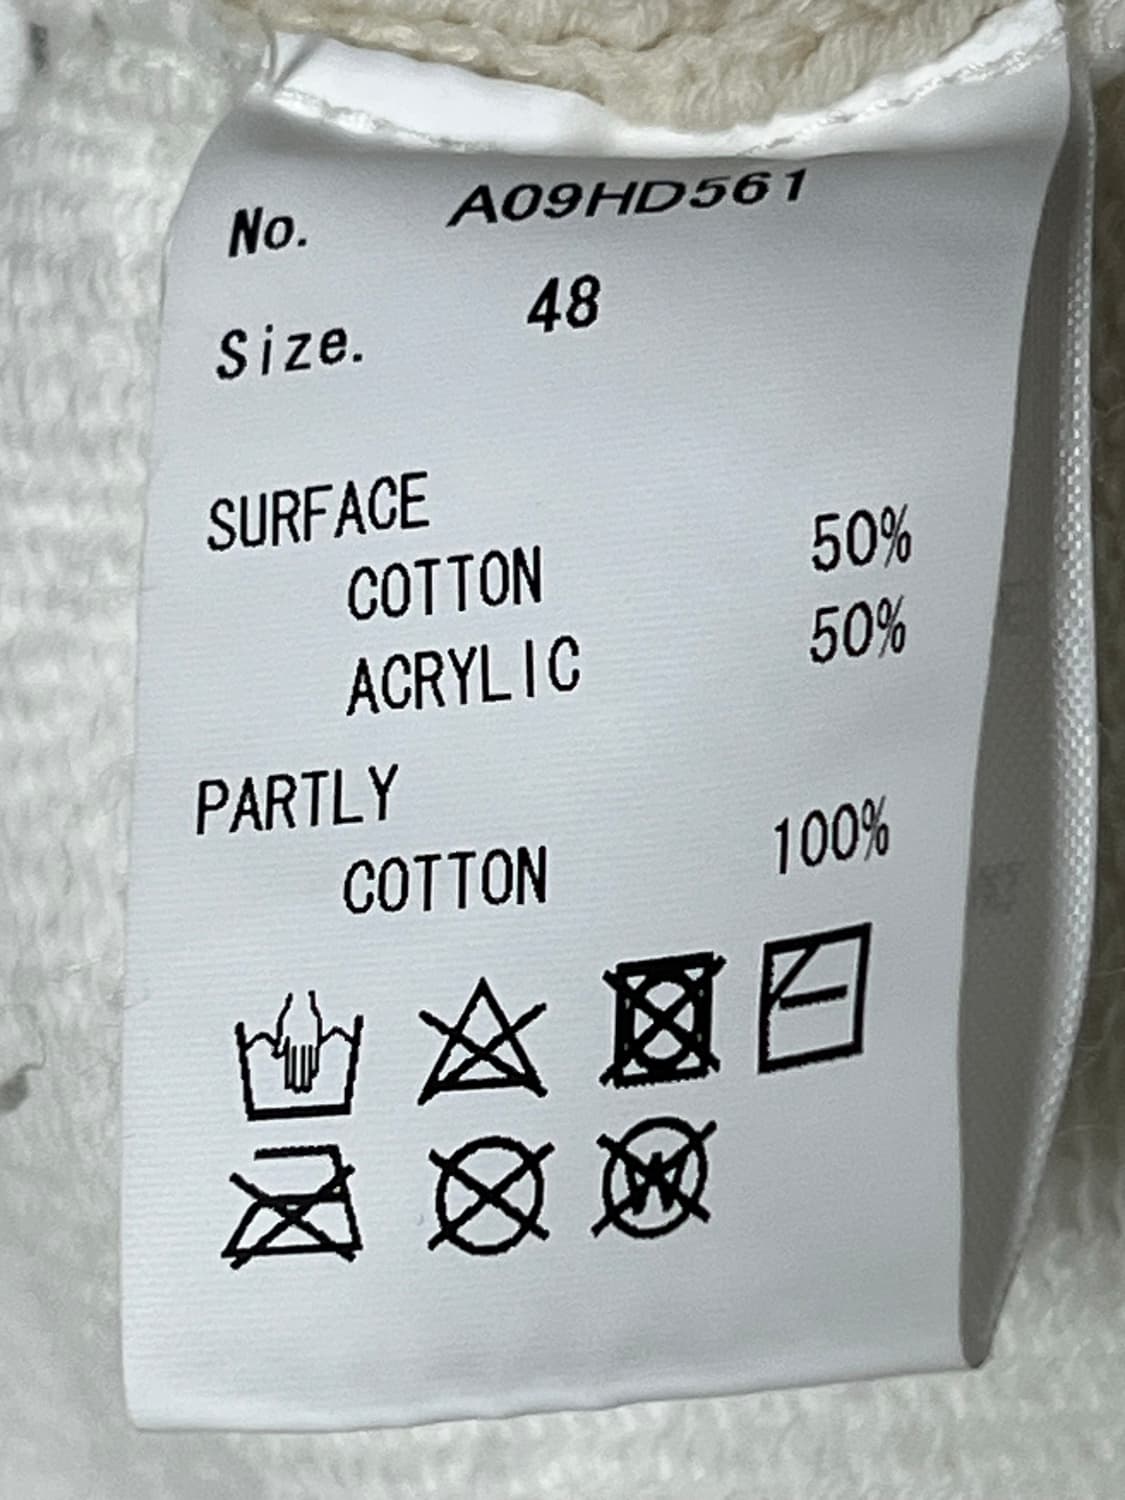 No. A09HD561
Size. 48
SURFACE
COTTON 50%
ACRYLIC 50%
PARTLY
COTTON 100%
W